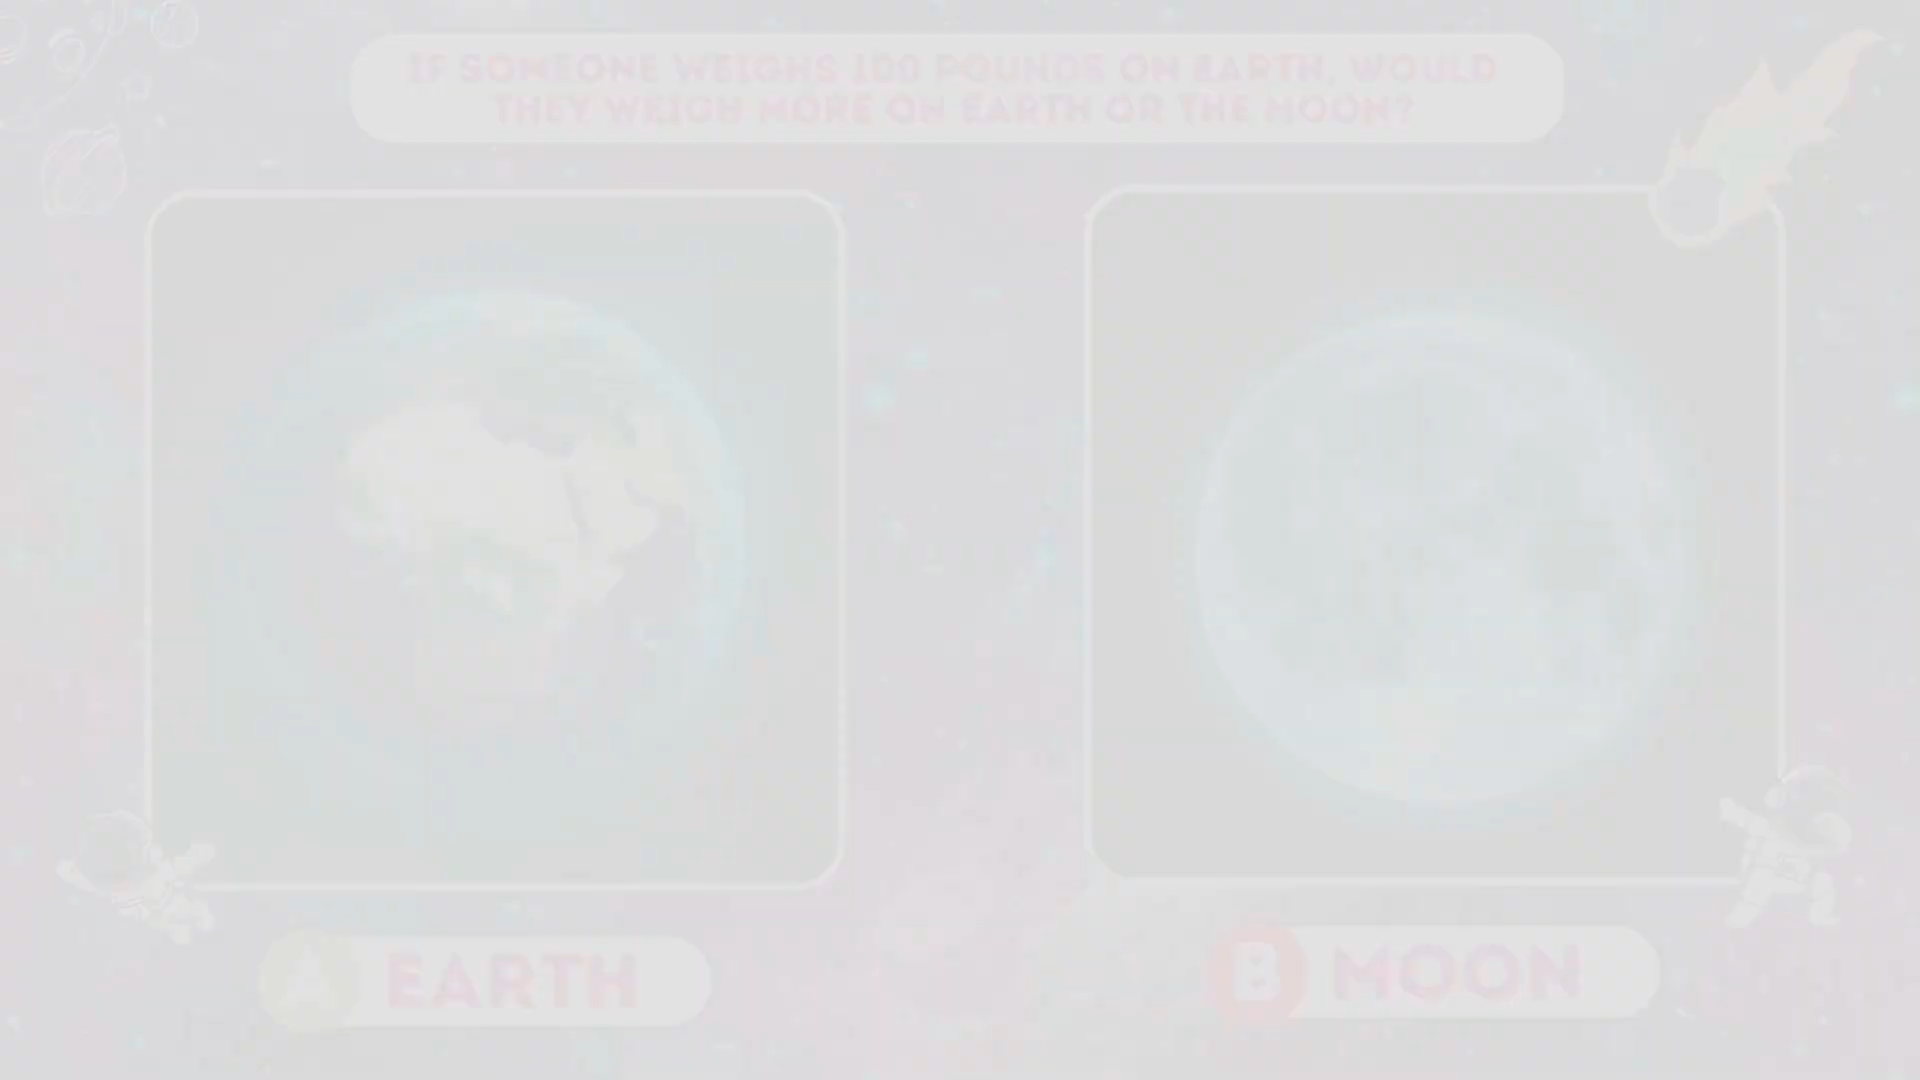 IF SOMEONE WEIGHS 100 POUNDS ON EARTH, WOULD
THEY WEIGH MORE ON EARTH OR THE MOON?
A EARTH
B MOON